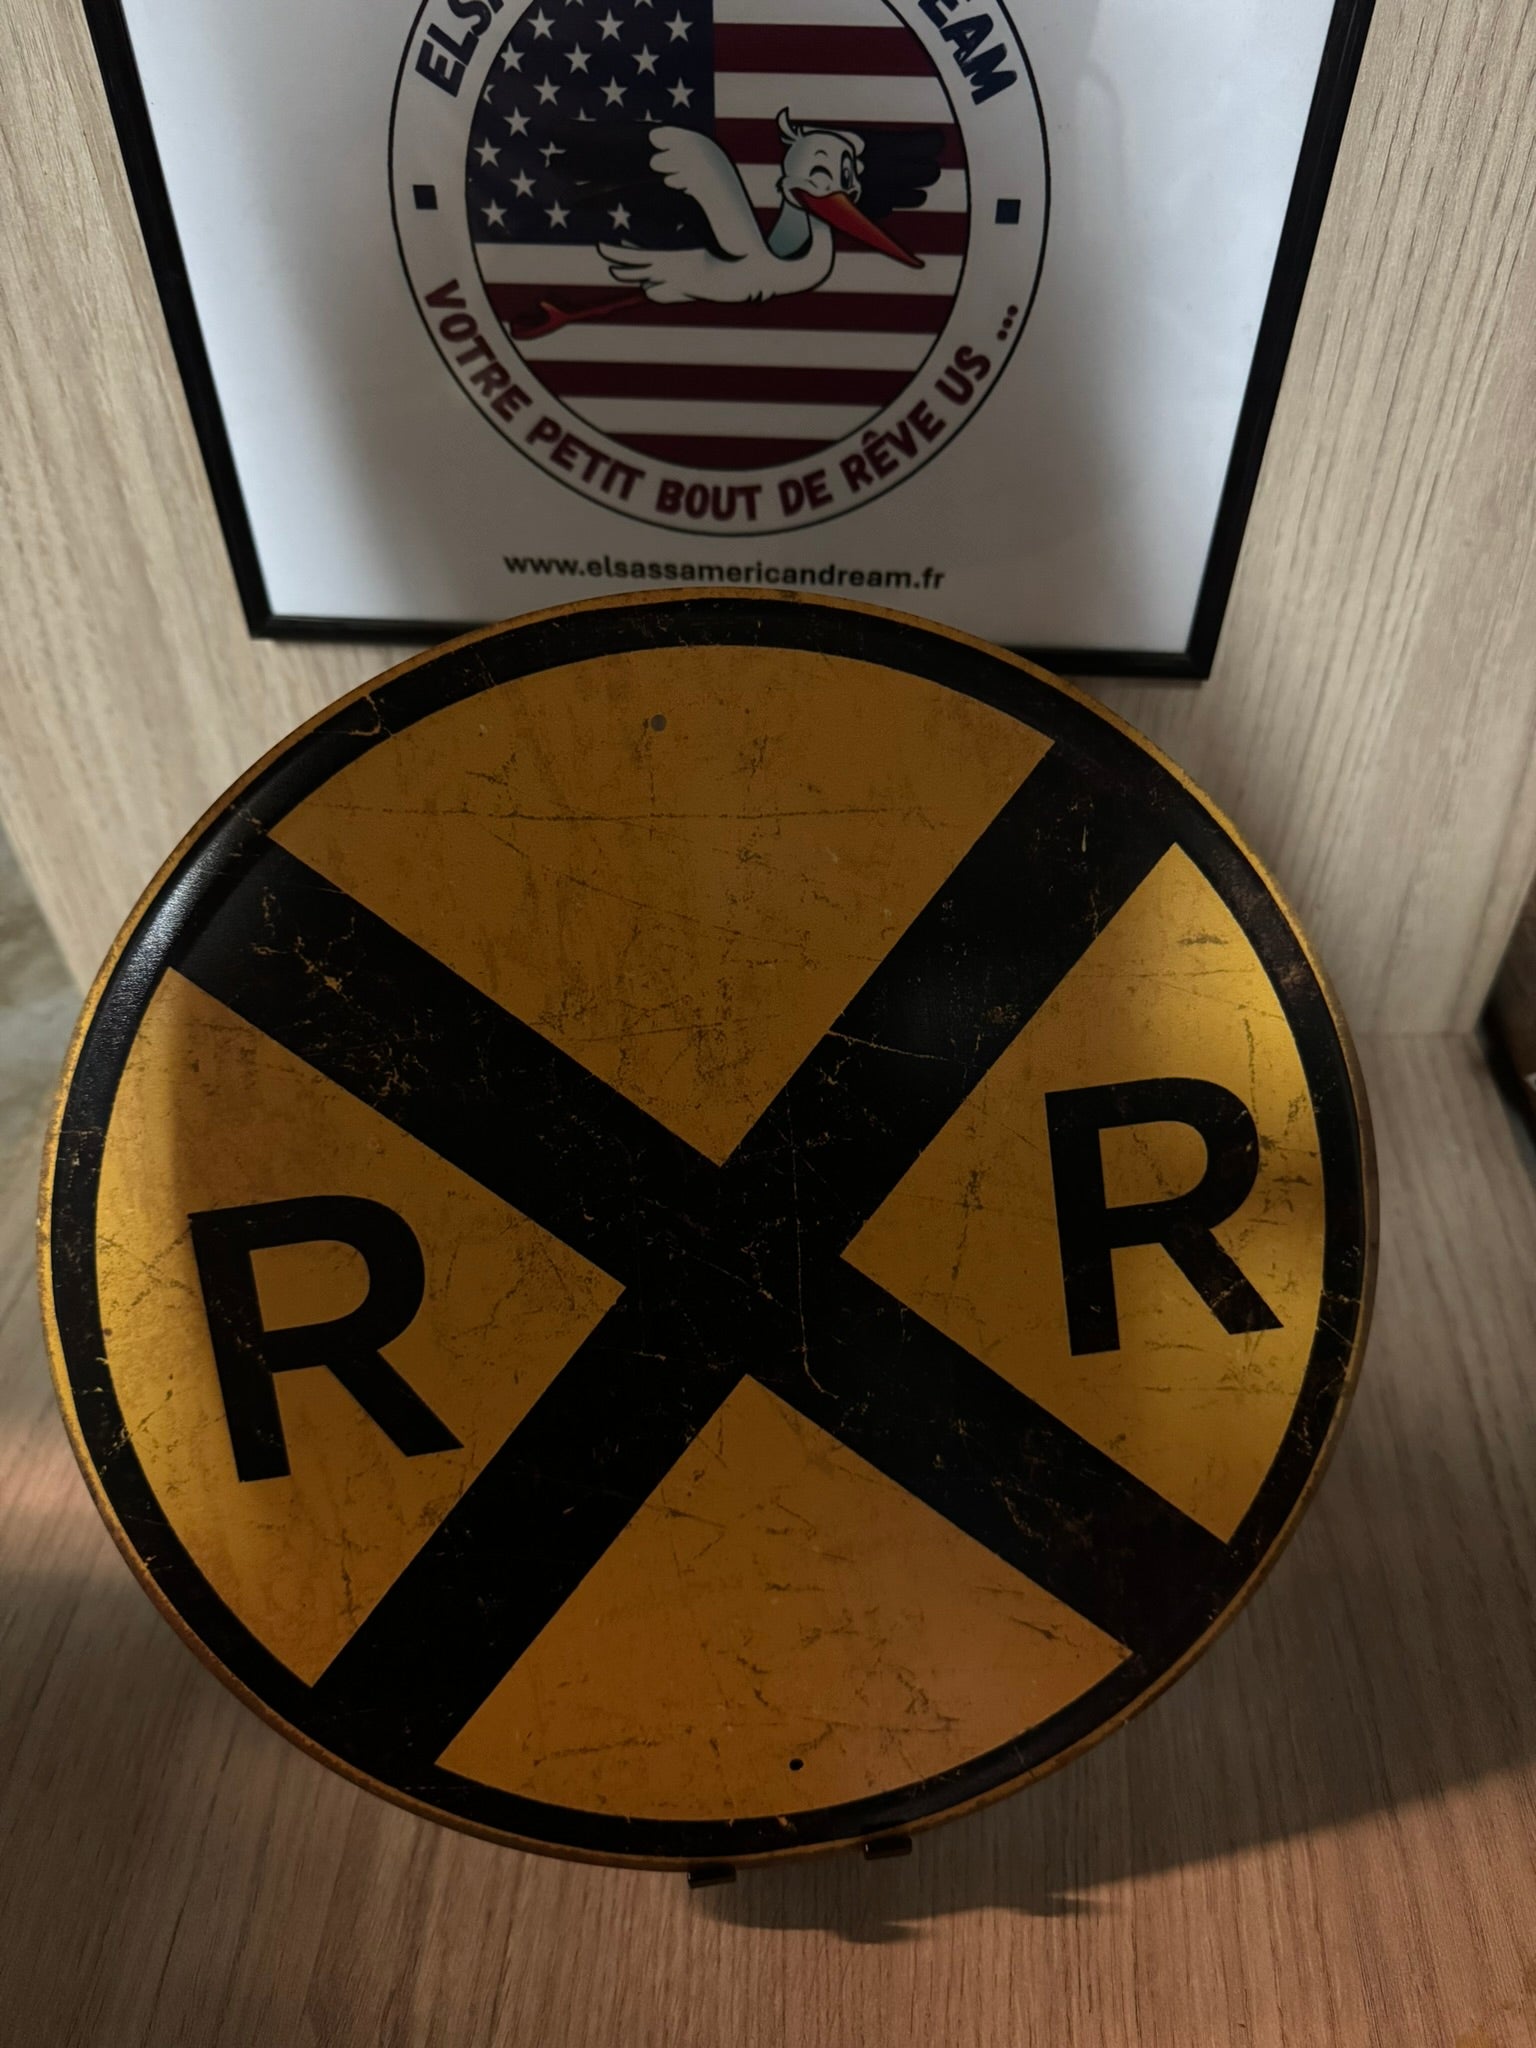 VOTRE PETIT BOUT DE RÊVE US ...
www.elsassamericandream.fr
R R